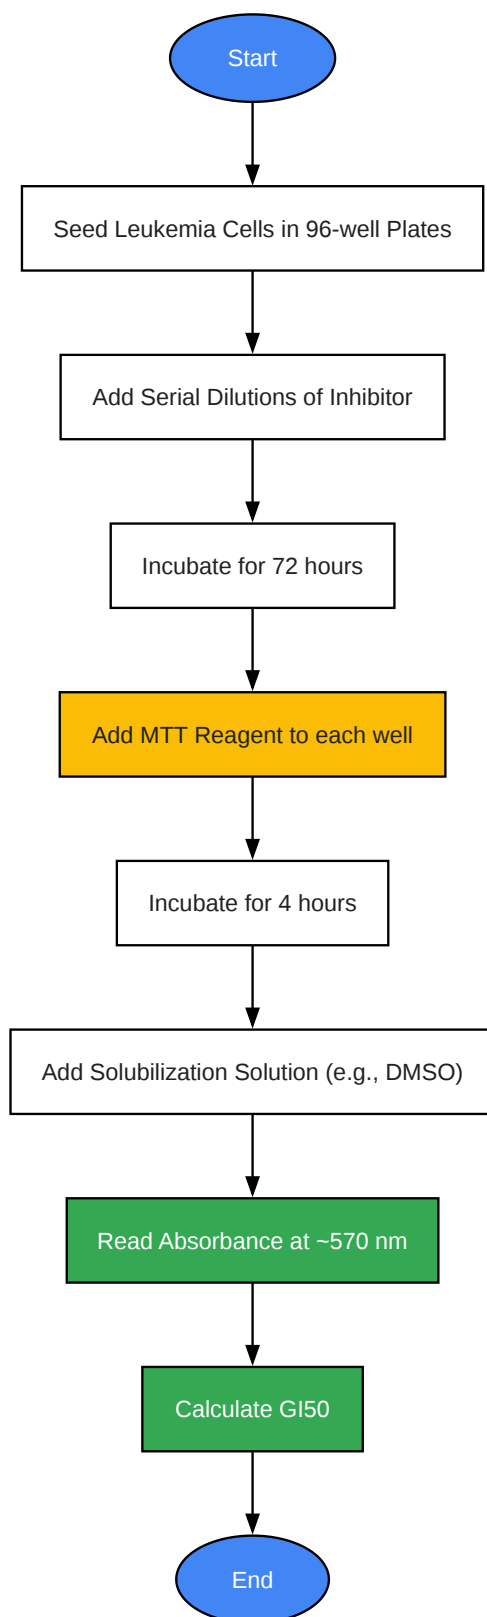 Start
Seed Leukemia Cells in 96-well Plates
Add Serial Dilutions of Inhibitor
Incubate for 72 hours
Add MTT Reagent to each well
Incubate for 4 hours
Add Solubilization Solution (e.g., DMSO)
Read Absorbance at ~570 nm
Calculate GI50
End